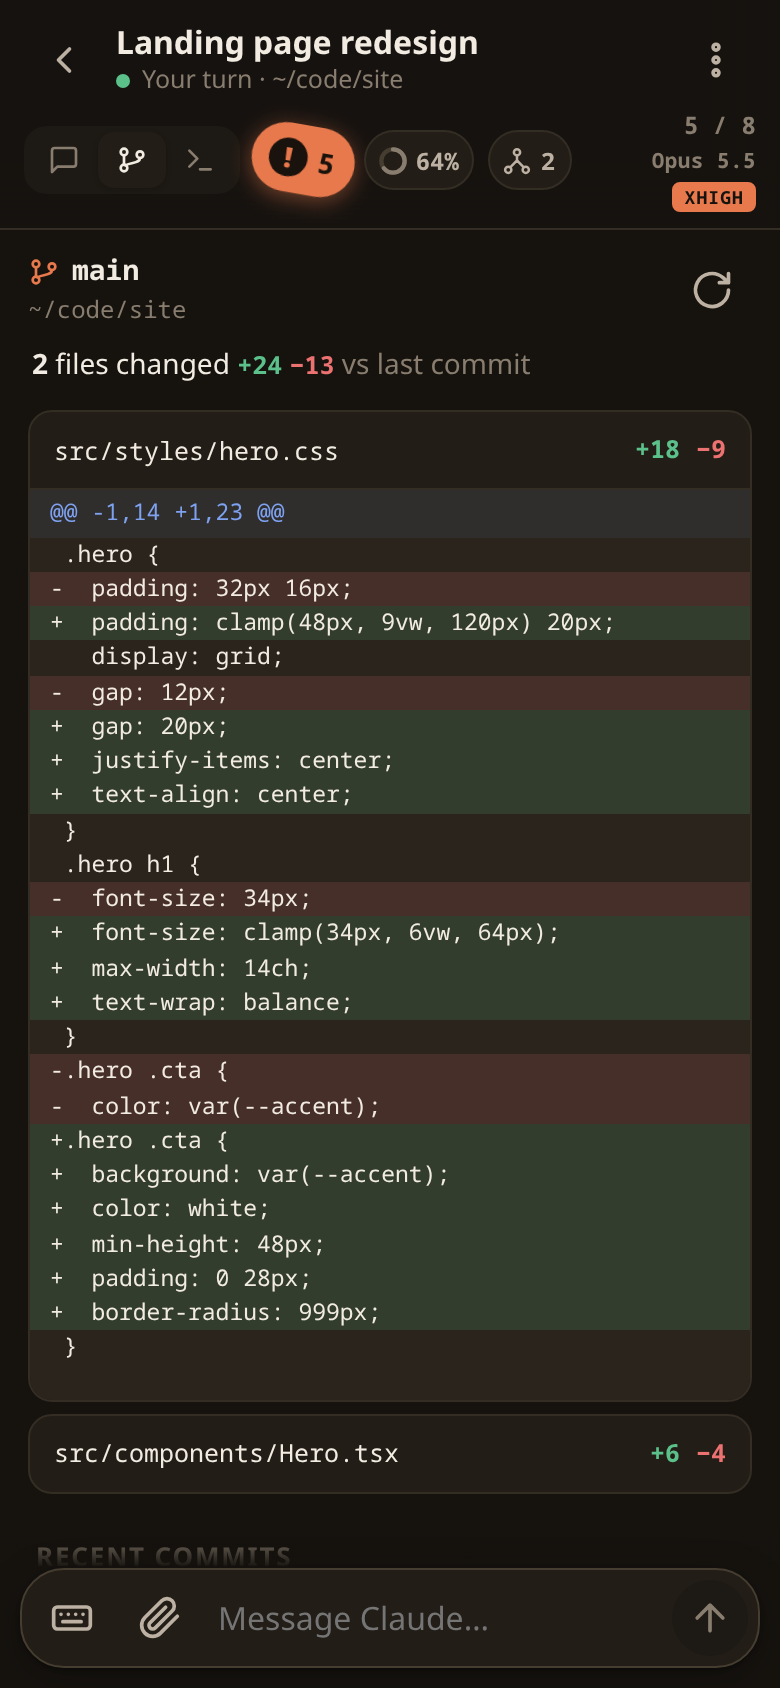 Landing page redesign
Your turn · ~/code/site
! 5
64%
2
5 / 8
Opus 5.5
XHIGH
main
~/code/site
2 files changed +24 −13 vs last commit
src/styles/hero.css +18 −9
@@ -1,14 +1,23 @@
.hero {
-  padding: 32px 16px;
+  padding: clamp(48px, 9vw, 120px) 20px;
   display: grid;
-  gap: 12px;
+  gap: 20px;
+  justify-items: center;
+  text-align: center;
 }
 .hero h1 {
-  font-size: 34px;
+  font-size: clamp(34px, 6vw, 64px);
+  max-width: 14ch;
+  text-wrap: balance;
 }
-.hero .cta {
-  color: var(--accent);
+.hero .cta {
+  background: var(--accent);
+  color: white;
+  min-height: 48px;
+  padding: 0 28px;
+  border-radius: 999px;
 }
src/components/Hero.tsx +6 −4
RECENT COMMITS
Message Claude...